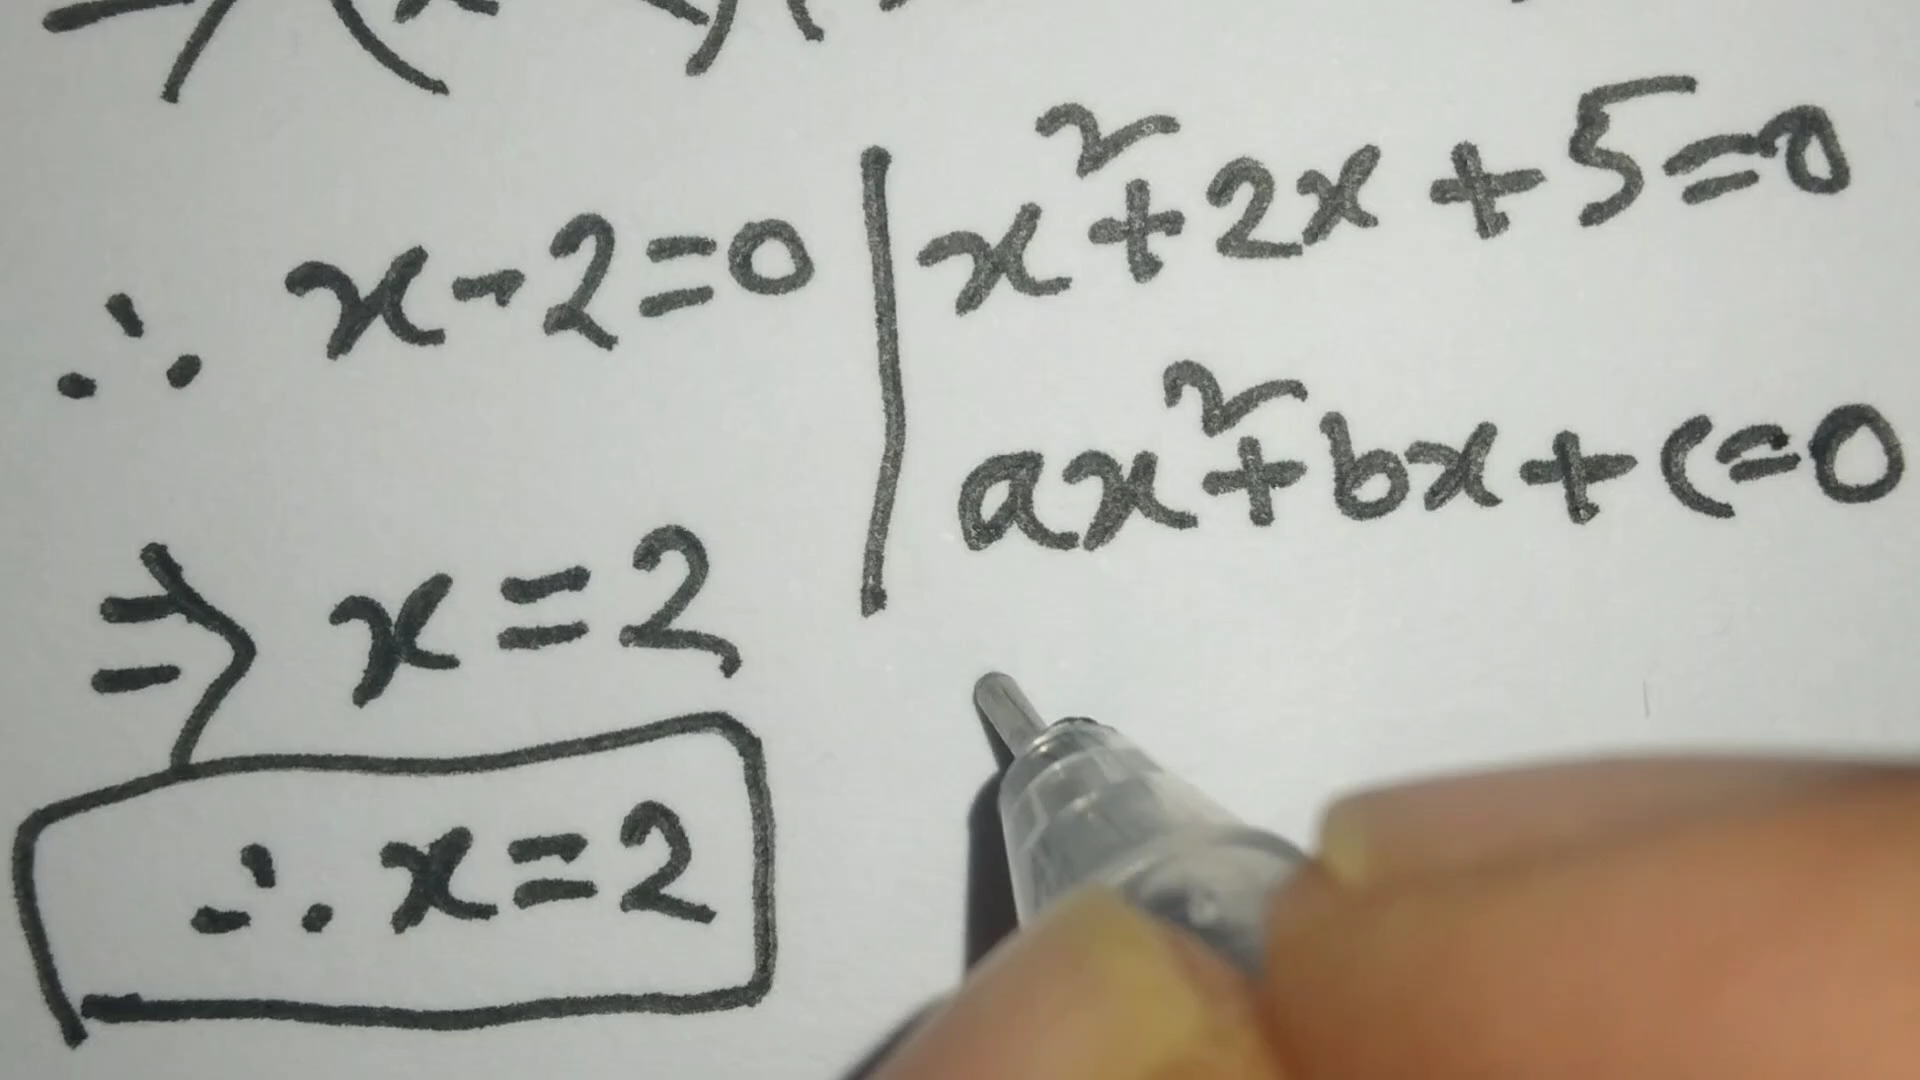 ∴ x-2=0
⇒ x=2
∴ x=2
x²+2x+5=0
ax²+bx+c=0